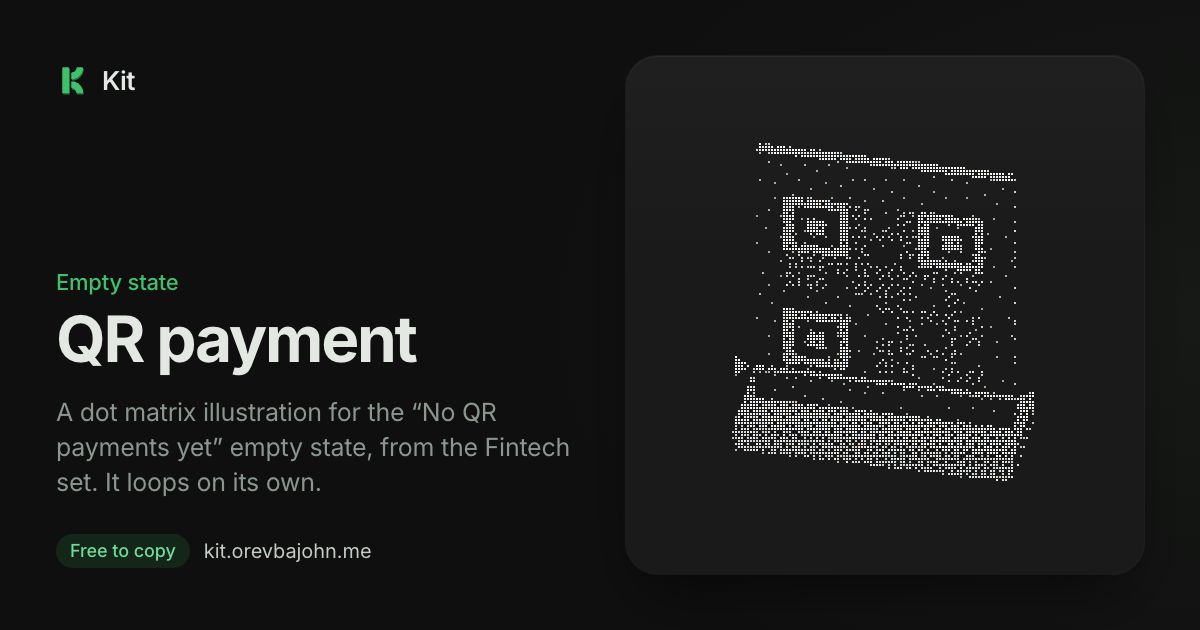 Kit
Empty state
QR payment
A dot matrix illustration for the “No QR
payments yet” empty state, from the Fintech
set. It loops on its own.
Free to copy
kit.orevbajohn.me